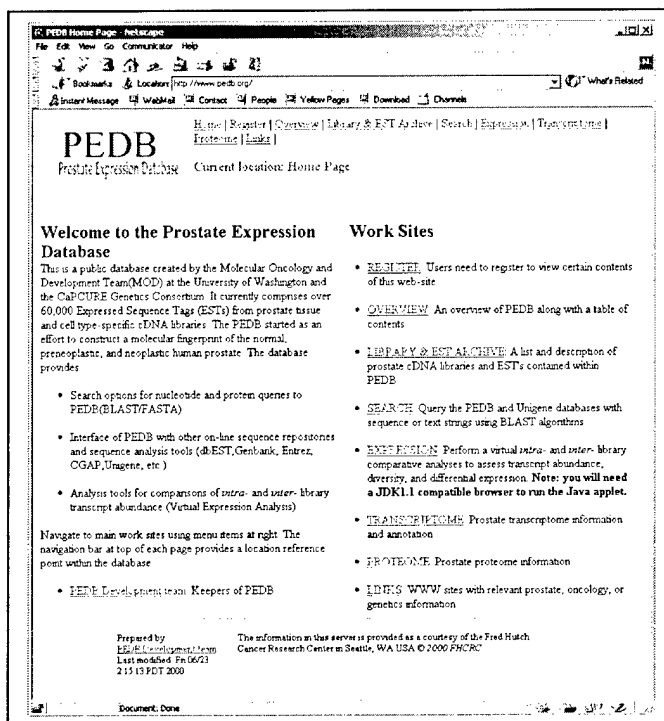 PEDB Home Page - Netscape
File Edit View Go Communicator Help
Bookmarks Location: http://www.pedb.org/ What's Related
Instant Message WebMail Contact People Yellow Pages Download Channels
PEDB
Prostate Expression Database
Home | Register | Overview | Library & EST Archive | Search | Expression | Transcriptome |
Proteome | Links |
Current location: Home Page
Welcome to the Prostate Expression
Database
This is a public database created by the Molecular Oncology and
Development Team(MOD) at the University of Washington and
the CaPCURE Genetics Consortium. It currently comprises over
60,000 Expressed Sequence Tags (ESTs) from prostate tissue
and cell type-specific cDNA libraries. The PEDB started as an
effort to construct a molecular fingerprint of the normal,
preneoplastic, and neoplastic human prostate. The database
provides
• Search options for nucleotide and protein queries to
PEDB(BLAST/FASTA)
• Interface of PEDB with other on-line sequence repositories
and sequence analysis tools (dbEST,Genbank, Entrez,
CGAP,Unigene, etc.)
• Analysis tools for comparisons of intra- and inter- library
transcript abundance (Virtual Expression Analysis)
Navigate to main work sites using menu items at right. The
navigation bar at top of each page provides a location reference
point within the database
• PEDB Development team Keepers of PEDB
Work Sites
• REGISTER Users need to register to view certain contents
of this web-site
• OVERVIEW An overview of PEDB along with a table of
contents
• LIBRARY & EST ARCHIVE A list and description of
prostate cDNA libraries and EST's contained within
PEDB
• SEARCH Query the PEDB and Unigene databases with
sequence or text strings using BLAST algorithms
• EXPRESSION Perform a virtual intra- and inter- library
comparative analyses to assess transcript abundance,
diversity, and differential expression. Note: you will need
a JDK1.1 compatible browser to run the Java applet.
• TRANSCRIPTOME Prostate transcriptome information
and annotation
• PROTEOME Prostate proteome information
• LINKS WWW sites with relevant prostate, oncology, or
genetics information
Prepared by
PEDB Development team
Last modified Fri 06/23
2 15 13 PDT 2000
The information in this server is provided as a courtesy of the Fred Hutch
Cancer Research Center in Seattle, WA USA © 2000 FHCRC
Document: Done